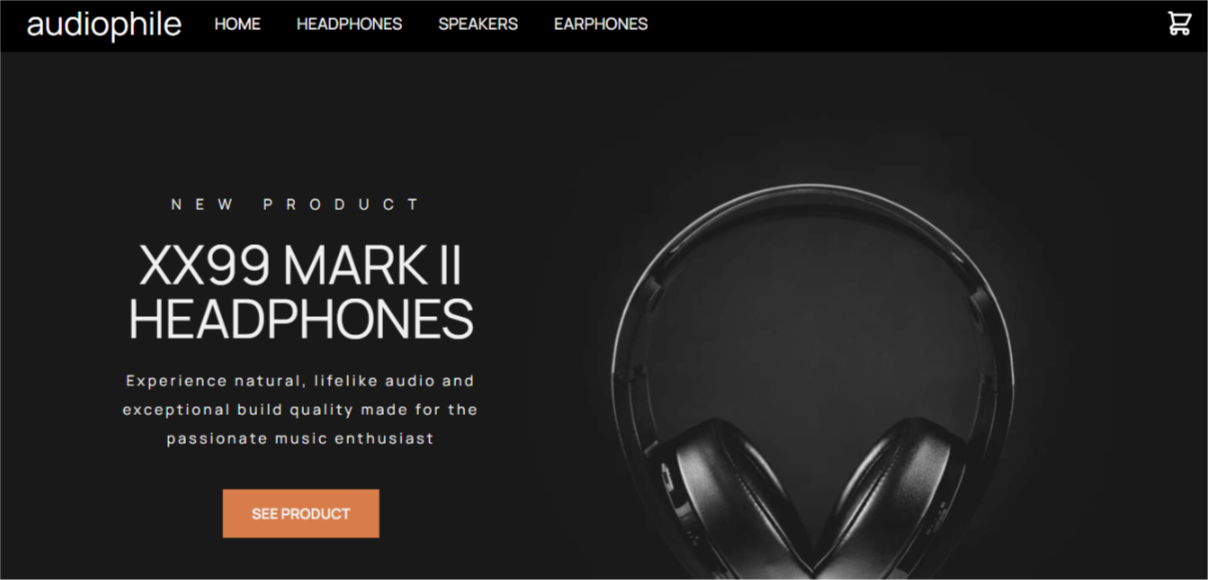 audiophile HOME HEADPHONES SPEAKERS EARPHONES
NEW PRODUCT
XX99 MARK II
HEADPHONES
Experience natural, lifelike audio and
exceptional build quality made for the
passionate music enthusiast
SEE PRODUCT